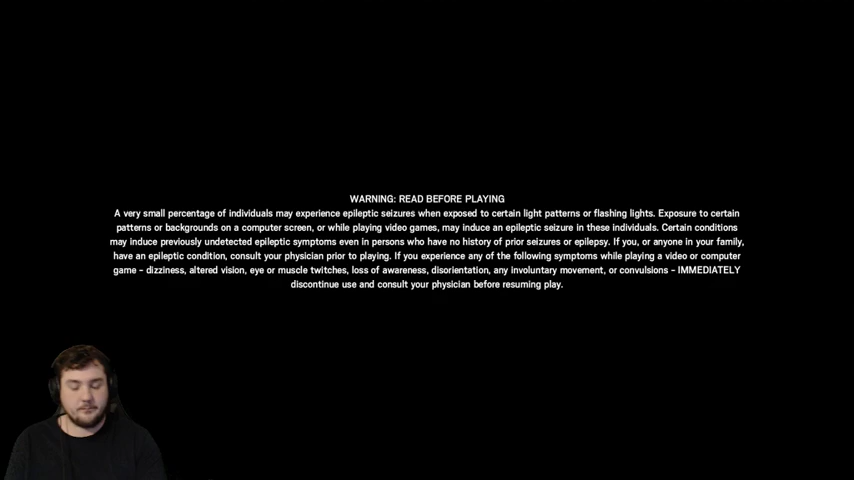 WARNING: READ BEFORE PLAYING
A very small percentage of individuals may experience epileptic seizures when exposed to certain light patterns or flashing lights. Exposure to certain
patterns or backgrounds on a computer screen, or while playing video games, may induce an epileptic seizure in these individuals. Certain conditions
may induce previously undetected epileptic symptoms even in persons who have no history of prior seizures or epilepsy. If you, or anyone in your family,
have an epileptic condition, consult your physician prior to playing. If you experience any of the following symptoms while playing a video or computer
game - dizziness, altered vision, eye or muscle twitches, loss of awareness, disorientation, any involuntary movement, or convulsions - IMMEDIATELY
discontinue use and consult your physician before resuming play.